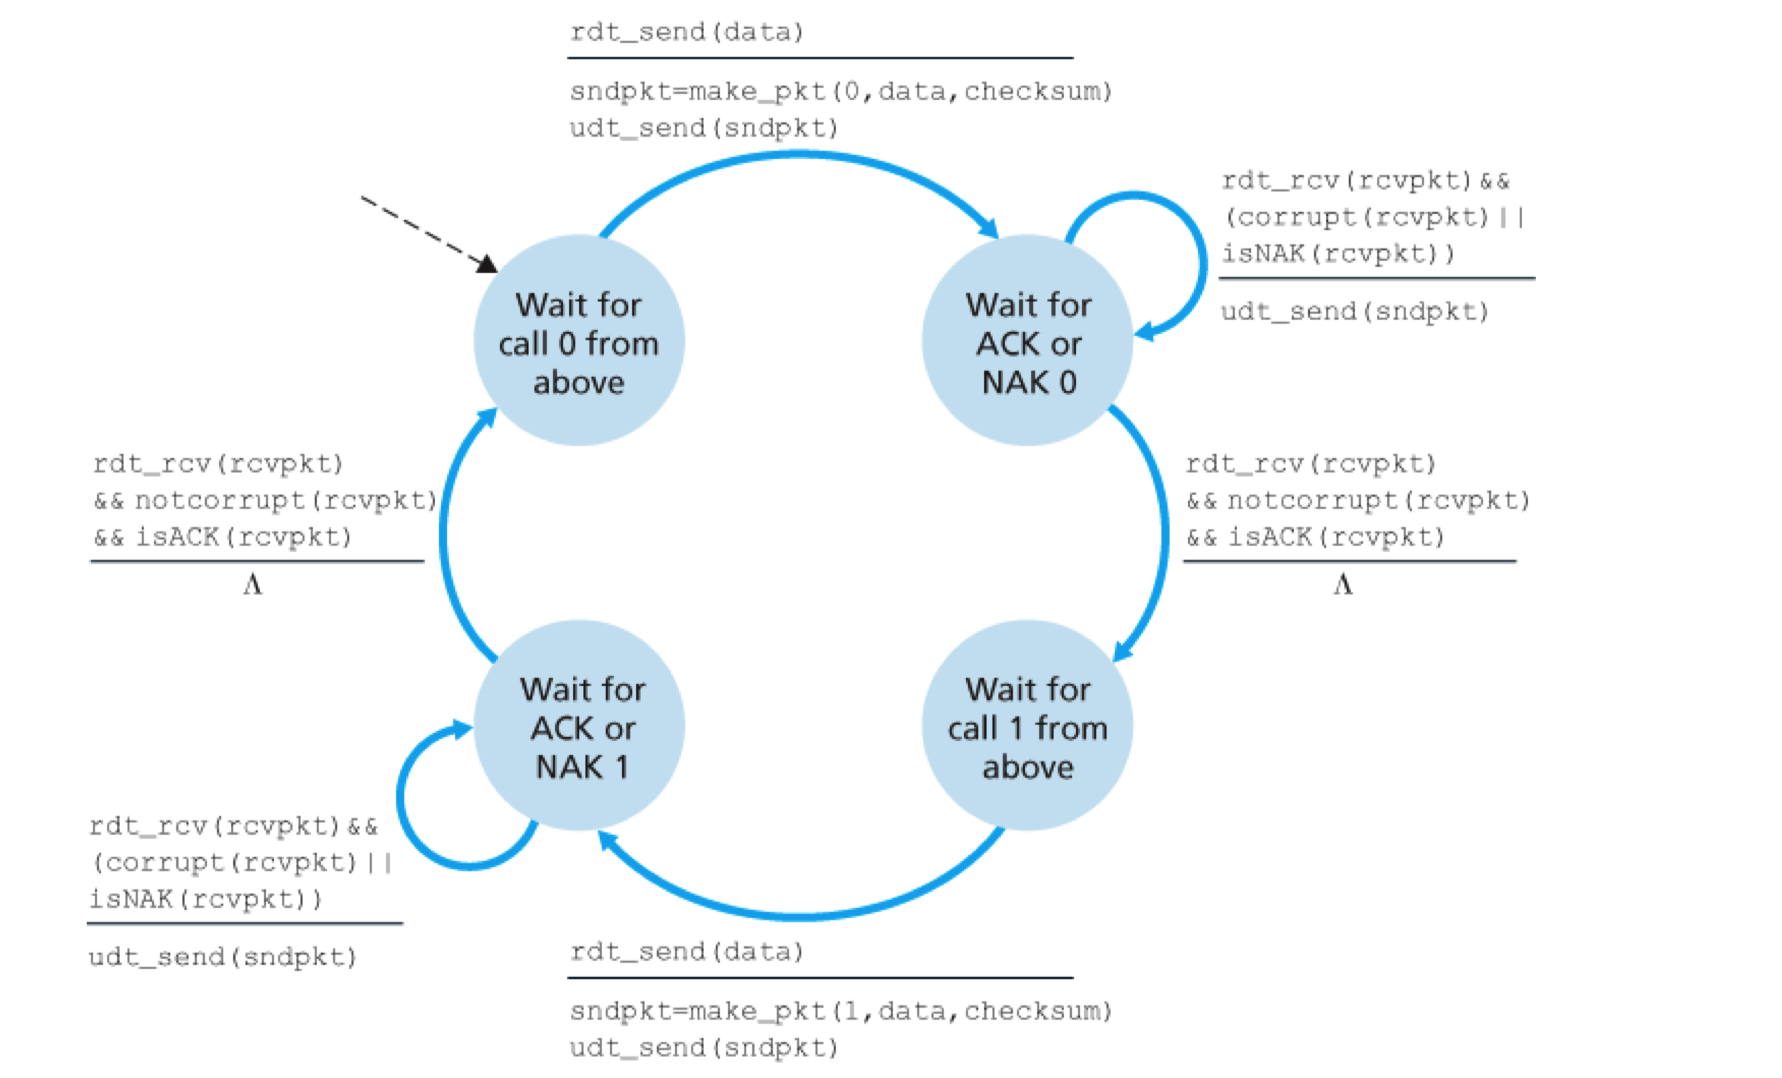 rdt_send(data)
sndpkt=make_pkt(0,data,checksum)
udt_send(sndpkt)
rdt_rcv(rcvpkt)&&
(corrupt(rcvpkt)||
isNAK(rcvpkt))
udt_send(sndpkt)
Wait for
call 0 from
above
Wait for
ACK or
NAK 0
rdt_rcv(rcvpkt)
&& notcorrupt(rcvpkt)
&& isACK(rcvpkt)
Λ
rdt_rcv(rcvpkt)
&& notcorrupt(rcvpkt)
&& isACK(rcvpkt)
Λ
Wait for
ACK or
NAK 1
Wait for
call 1 from
above
rdt_rcv(rcvpkt)&&
(corrupt(rcvpkt)||
isNAK(rcvpkt))
udt_send(sndpkt)
rdt_send(data)
sndpkt=make_pkt(1,data,checksum)
udt_send(sndpkt)